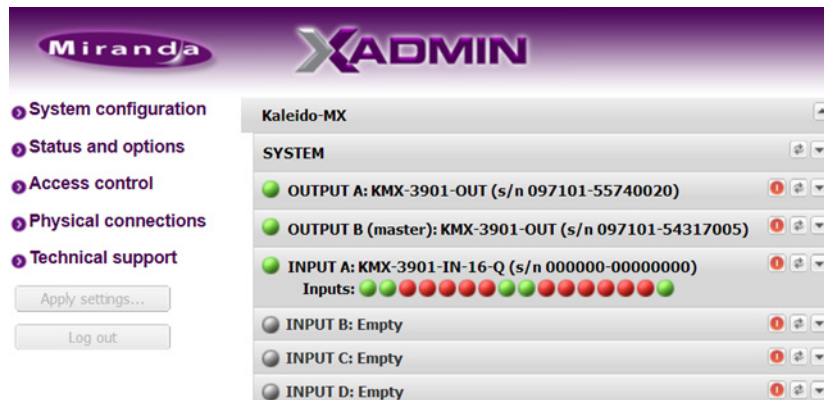 Miranda
XADMIN
System configuration
Status and options
Access control
Physical connections
Technical support
Apply settings...
Log out
Kaleido-MX
SYSTEM
OUTPUT A: KMX-3901-OUT (s/n 097101-55740020)
OUTPUT B (master): KMX-3901-OUT (s/n 097101-54317005)
INPUT A: KMX-3901-IN-16-Q (s/n 000000-00000000)
Inputs:
INPUT B: Empty
INPUT C: Empty
INPUT D: Empty